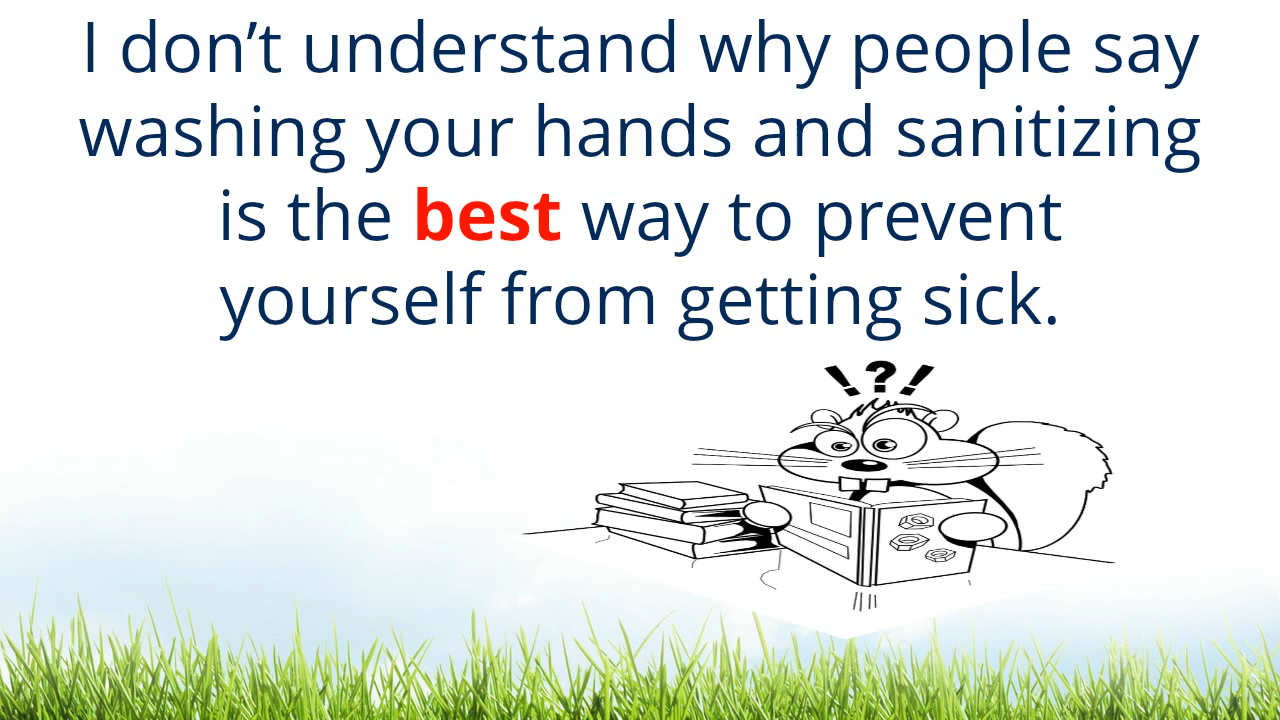 I don’t understand why people say
washing your hands and sanitizing
is the best way to prevent
yourself from getting sick.
!?!